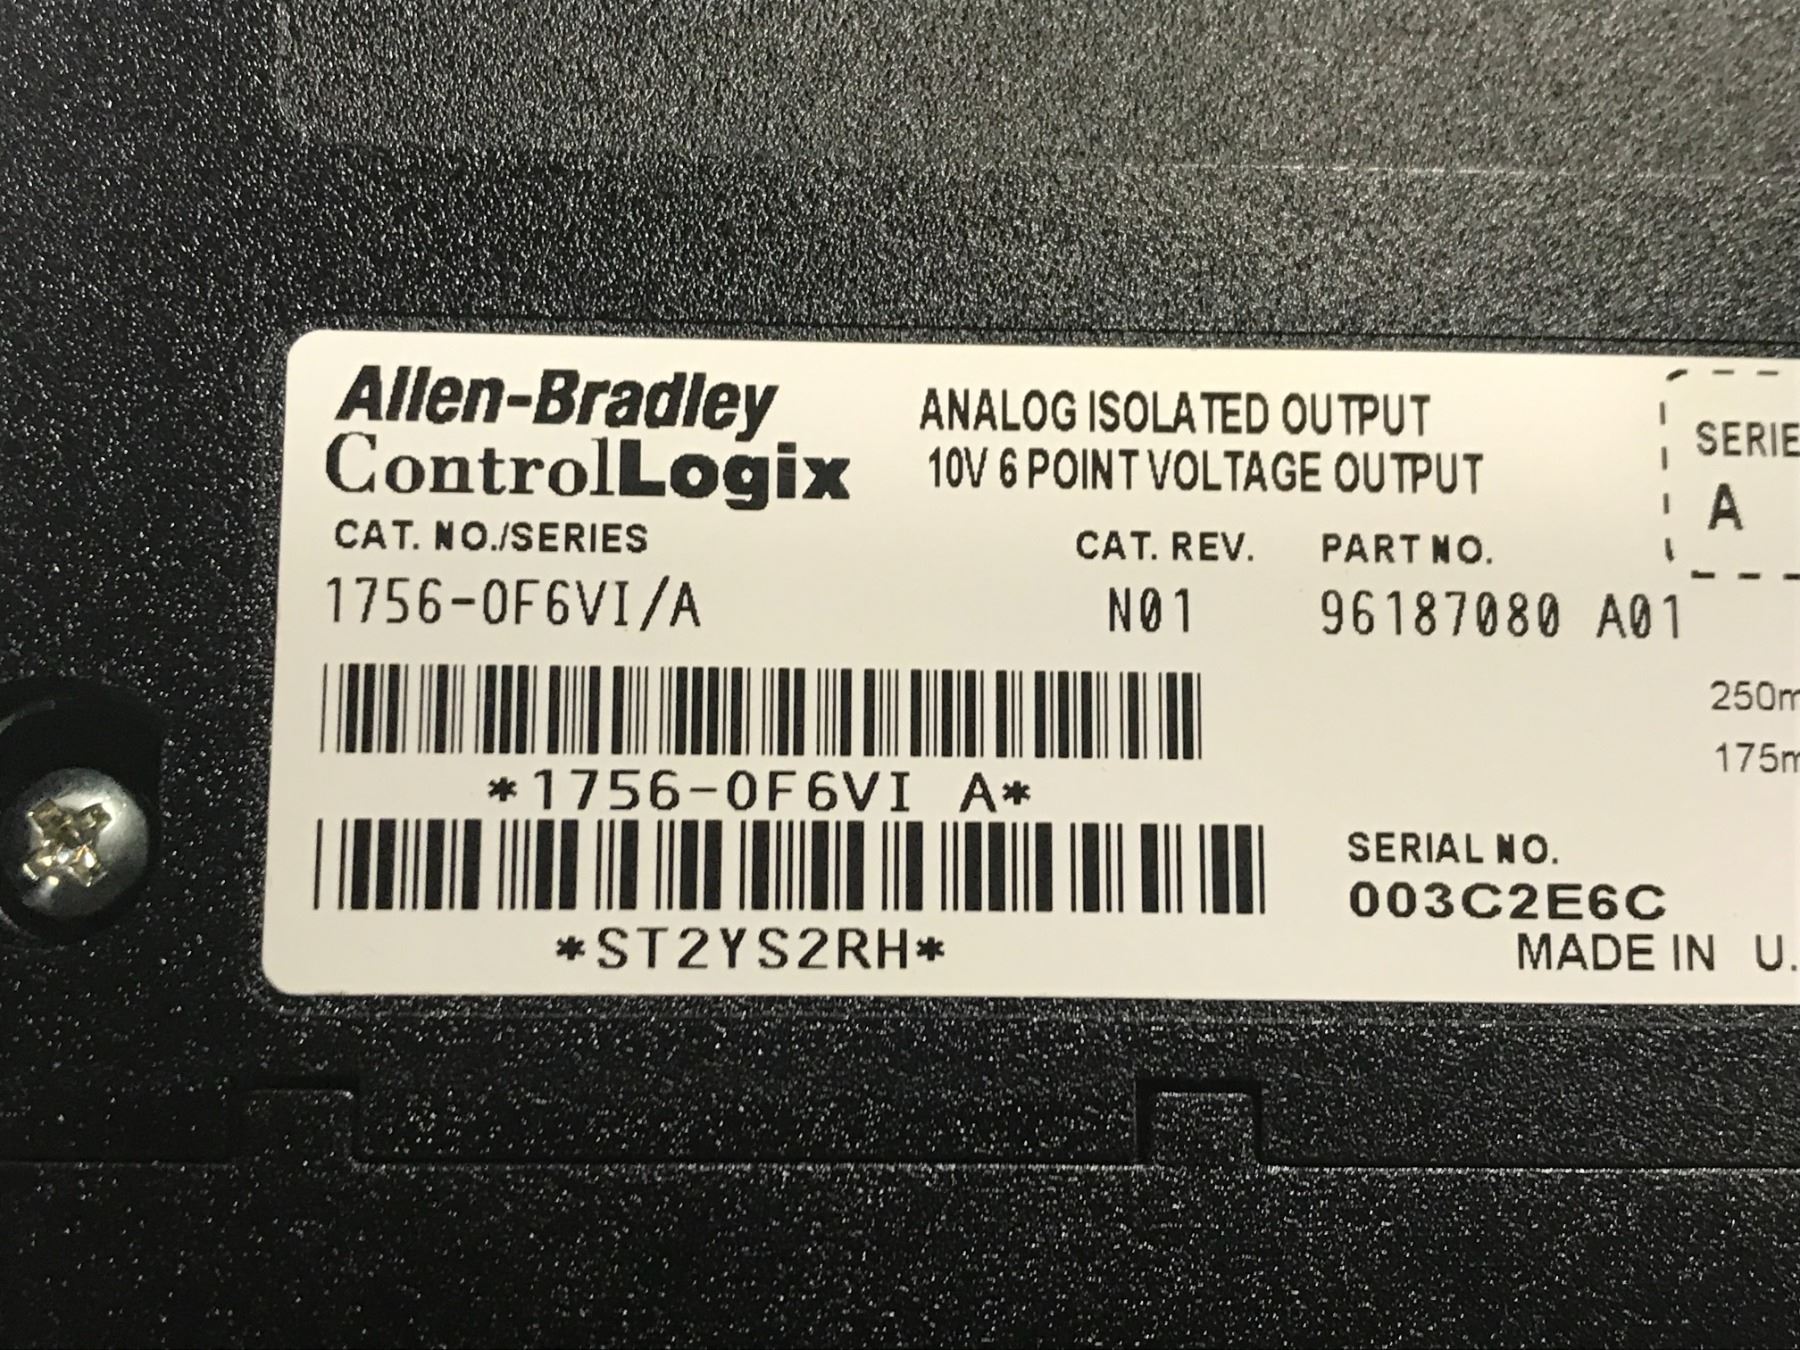 Allen-Bradley
ControlLogix
ANALOG ISOLATED OUTPUT
10V 6 POINT VOLTAGE OUTPUT
SERIE
A
CAT. NO./SERIES
CAT. REV.
PART NO.
1756-OF6VI/A
N01
96187080 A01
250m
175m
*1756-OF6VI A*
SERIAL NO.
003C2E6C
*ST2YS2RH*
MADE IN U.